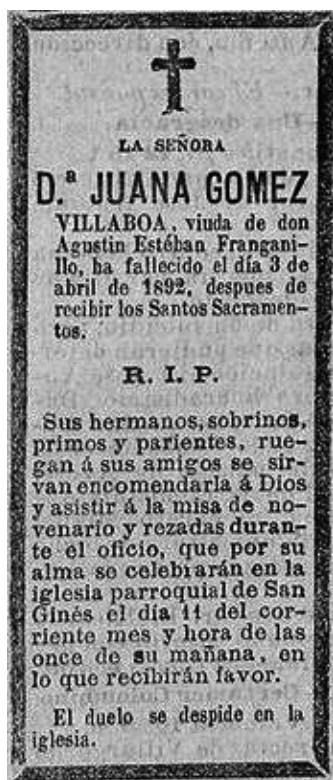 LA SEÑORA
D.ª JUANA GOMEZ
VILLABOA, viuda de don
Agustin Estéban Frangani-
llo, ha fallecido el día 3 de
abril de 1892, despues de
recibir los Santos Sacramen-
tos.
R. I. P.
Sus hermanos, sobrinos,
primos y parientes, rue-
gan á sus amigos se sir-
van encomendarla á Dios
y asistir á la misa de no-
venario y rezadas duran-
te el oficio, que por su
alma se celebrarán en la
iglesia parroquial de San
Ginés el día 11 del cor-
riente mes y hora de las
once de su mañana, en
lo que recibirán favor.
El duelo se despide en la
iglesia.